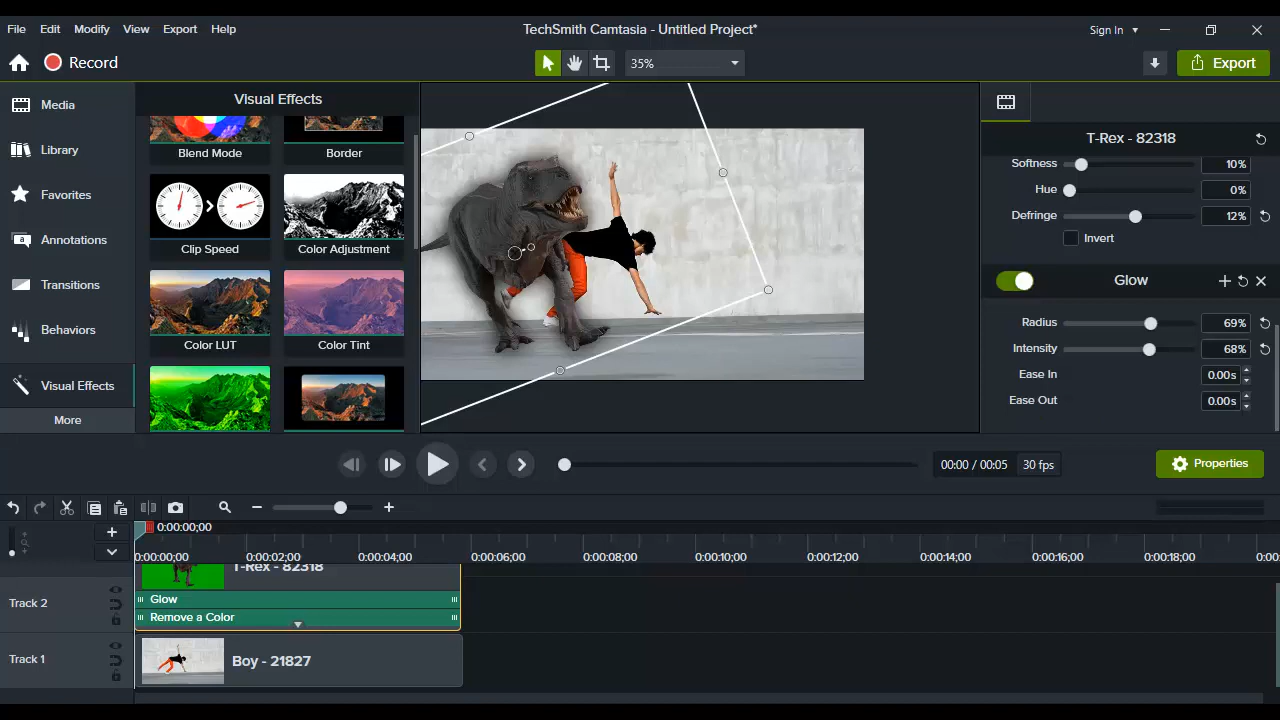 File Edit Modify View Export Help
TechSmith Camtasia - Untitled Project*
Sign In
Record
35%
Export
Media
Library
Favorites
Annotations
Transitions
Behaviors
Visual Effects
More
Visual Effects
Blend Mode
Border
Clip Speed
Color Adjustment
Color LUT
Color Tint
T-Rex - 82318
Softness 10%
Hue 0%
Defringe 12%
Invert
Glow
Radius 69%
Intensity 68%
Ease In 0.00s
Ease Out 0.00s
00:00 / 00:05 30 fps
Properties
0:00:00;00
0:00:00;00 0:00:02;00 0:00:04;00 0:00:06;00 0:00:08;00 0:00:10;00 0:00:12;00 0:00:14;00 0:00:16;00 0:00:18;00
Track 2
T-Rex - 82318
Glow
Remove a Color
Track 1
Boy - 21827